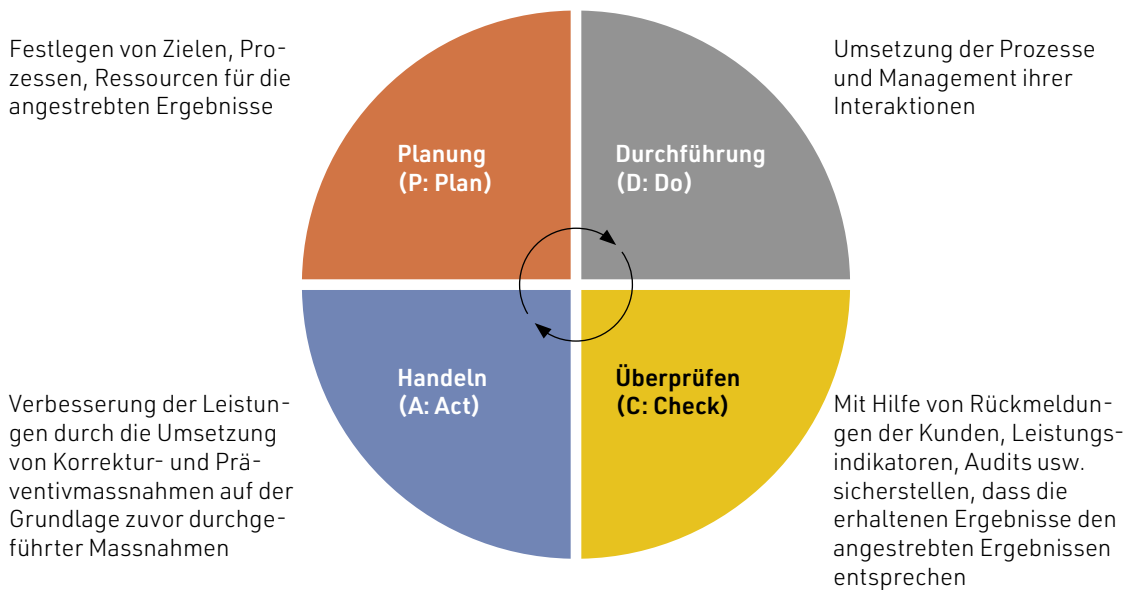 Festlegen von Zielen, Pro-
zessen, Ressourcen für die
angestrebten Ergebnisse
Planung
(P: Plan)
Durchführung
(D: Do)
Umsetzung der Prozesse
und Management ihrer
Interaktionen
Verbesserung der Leistun-
gen durch die Umsetzung
von Korrektur- und Prä-
ventivmassnahmen auf der
Grundlage zuvor durchge-
führter Massnahmen
Handeln
(A: Act)
Überprüfen
(C: Check)
Mit Hilfe von Rückmeldun-
gen der Kunden, Leistungs-
indikatoren, Audits usw.
sicherstellen, dass die
erhaltenen Ergebnisse den
angestrebten Ergebnissen
entsprechen